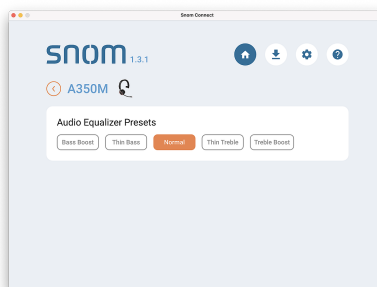 Snom Connect
snom 1.3.1
A350M
Audio Equalizer Presets
Bass Boost Thin Bass Normal Thin Treble Treble Boost